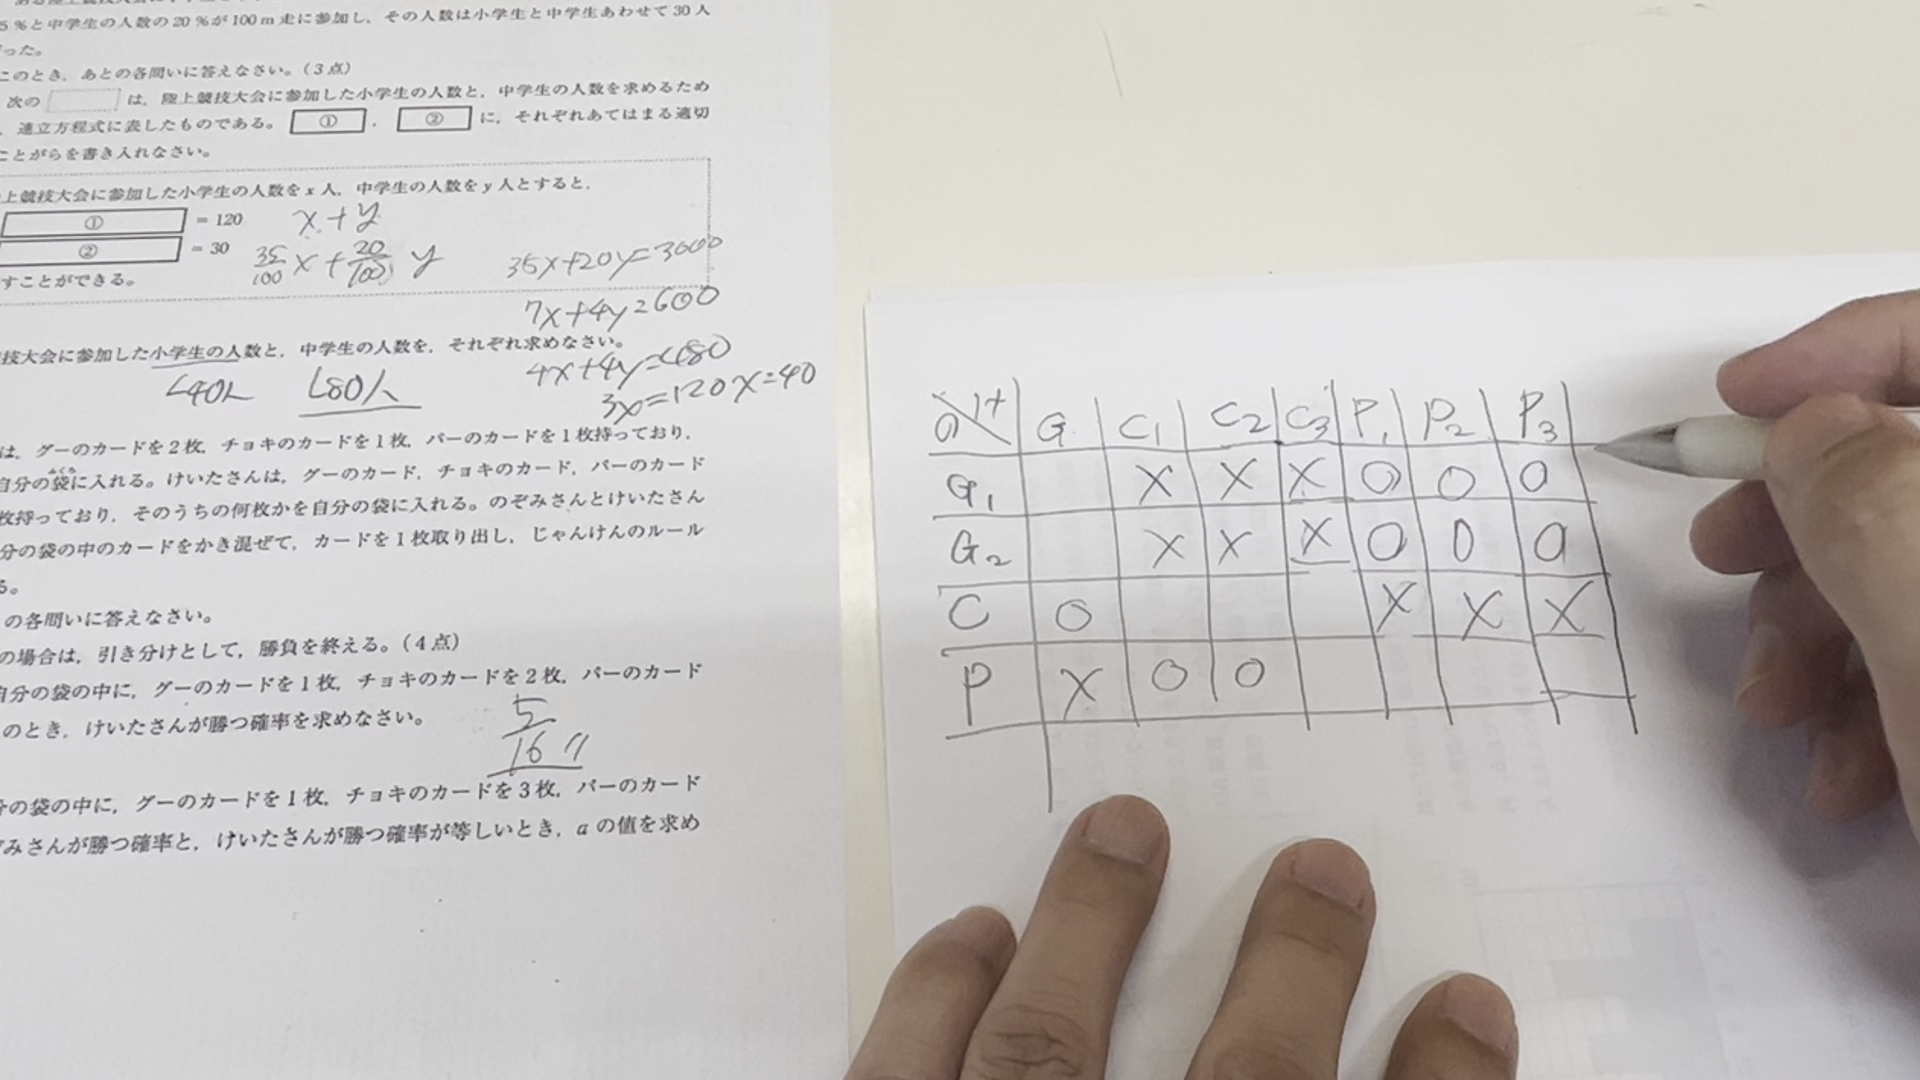 5％と中学生の人数の20％が100m走に参加し，その人数は小学生と中学生あわせて30人
った。
このとき，あとの各問いに答えなさい。（3点）
次の　は，陸上競技大会に参加した小学生の人数と，中学生の人数を求めるため
，連立方程式に表したものである。 ① ， ② に，それぞれあてはまる適切
ことがらを書き入れなさい。
上競技大会に参加した小学生の人数をx人，中学生の人数をy人とすると，
① = 120 x+y
② = 30 35/100 x + 20/100 y 35x+20y=3000
すことができる。
7x+4y=600
技大会に参加した小学生の人数と，中学生の人数を，それぞれ求めなさい。
40人 80人 4x+4y=480
3x=120 x=40
は，グーのカードを2枚，チョキのカードを1枚，パーのカードを1枚持っており，
自分の袋に入れる。けいたさんは，グーのカード，チョキのカード，パーのカード
枚持っており，そのうちの何枚かを自分の袋に入れる。のぞみさんとけいたさん
分の袋の中のカードをかき混ぜて，カードを1枚取り出し，じゃんけんのルール
る。
の各問いに答えなさい。
の場合は，引き分けとして，勝負を終える。（4点）
自分の袋の中に，グーのカードを1枚，チョキのカードを2枚，パーのカード
のとき，けいたさんが勝つ確率を求めなさい。
5/16
分の袋の中に，グーのカードを1枚，チョキのカードを3枚，パーのカード
ぞみさんが勝つ確率と，けいたさんが勝つ確率が等しいとき，aの値を求め
の ケ G C1 C2 C3 P1 P2 P3
G1 × × × ○ ○ ○
G2 × × × ○ ○ ○
C ○ × × ×
P × ○ ○